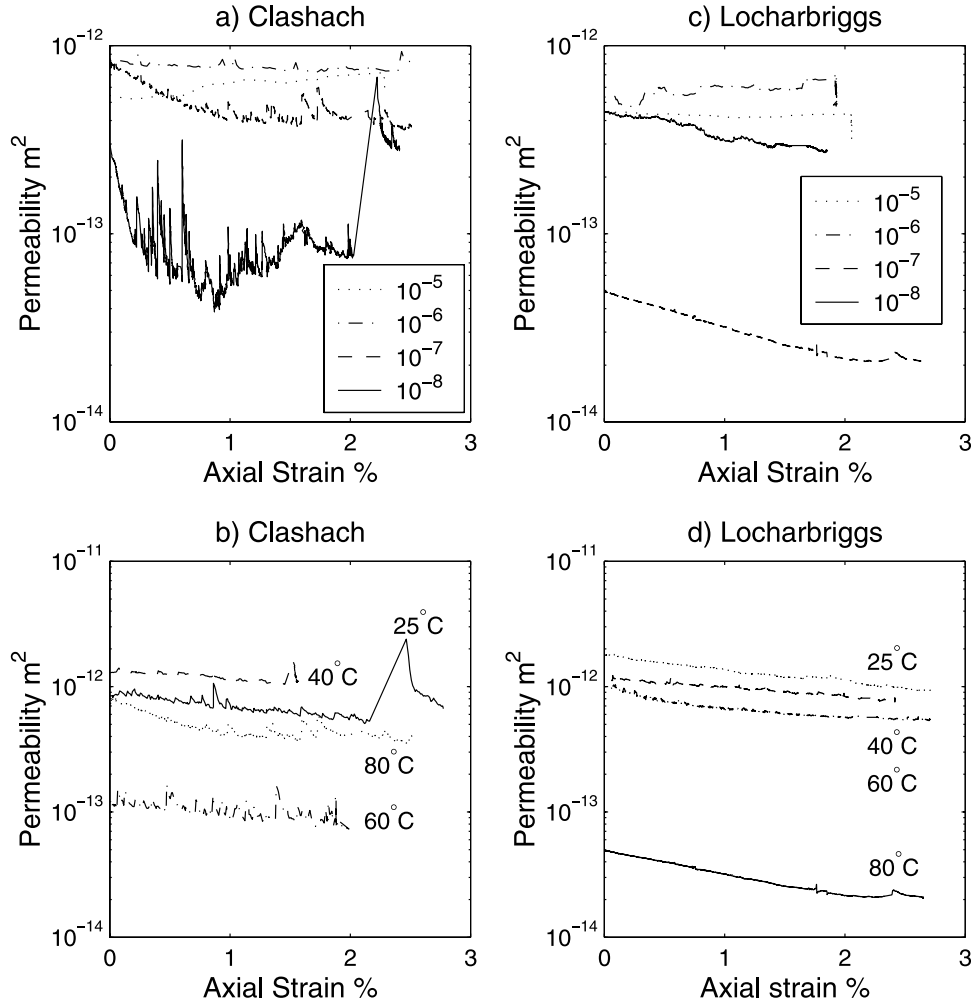 a) Clashach
10⁻¹²
10⁻¹³
10⁻¹⁴
Permeability m²
0 1 2 3
Axial Strain %
10⁻⁵
10⁻⁶
10⁻⁷
10⁻⁸
c) Locharbriggs
10⁻¹²
10⁻¹³
10⁻¹⁴
Permeability m²
0 1 2 3
Axial Strain %
10⁻⁵
10⁻⁶
10⁻⁷
10⁻⁸
b) Clashach
10⁻¹¹
10⁻¹²
10⁻¹³
10⁻¹⁴
Permeability m²
0 1 2 3
Axial Strain %
25°C
40°C
80°C
60°C
d) Locharbriggs
10⁻¹¹
10⁻¹²
10⁻¹³
10⁻¹⁴
Permeability m²
0 1 2 3
Axial strain %
25°C
40°C
60°C
80°C